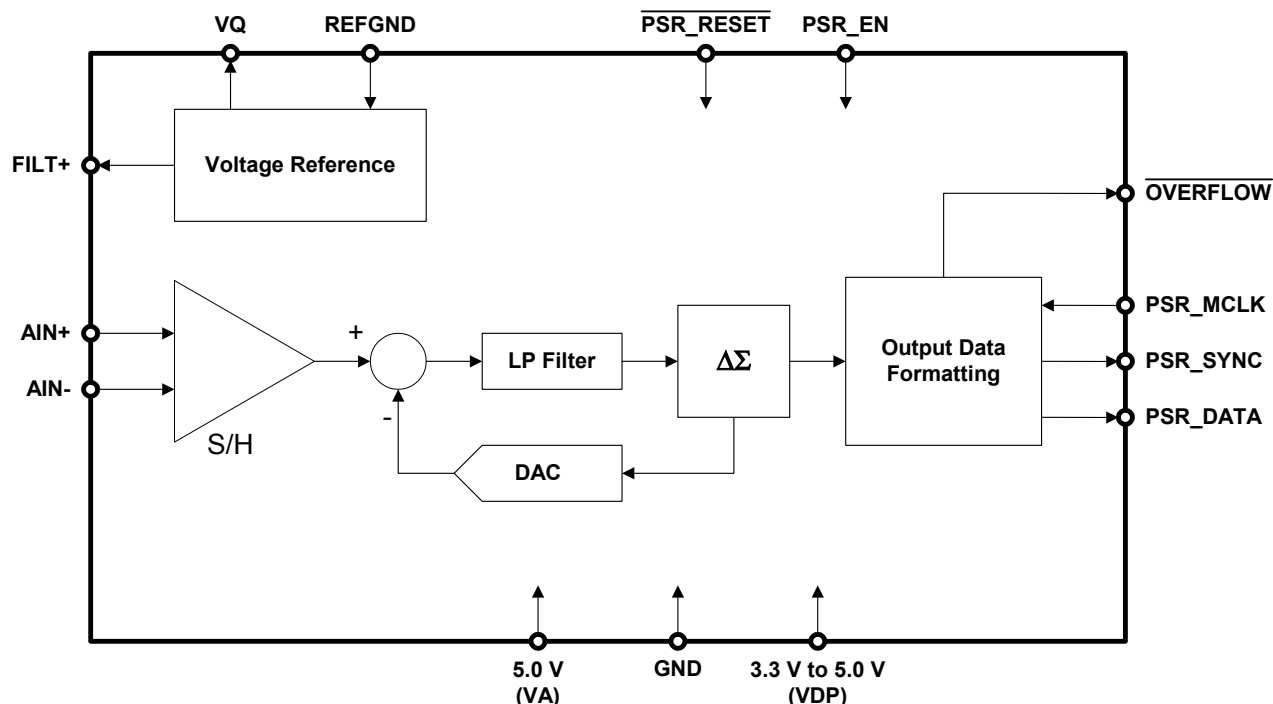 VQ
REFGND
PSR_RESET
PSR_EN
Voltage Reference
FILT+
OVERFLOW
AIN+
AIN-
S/H
+
-
LP Filter
ΔΣ
DAC
Output Data
Formatting
PSR_MCLK
PSR_SYNC
PSR_DATA
5.0 V
(VA)
GND
3.3 V to 5.0 V
(VDP)